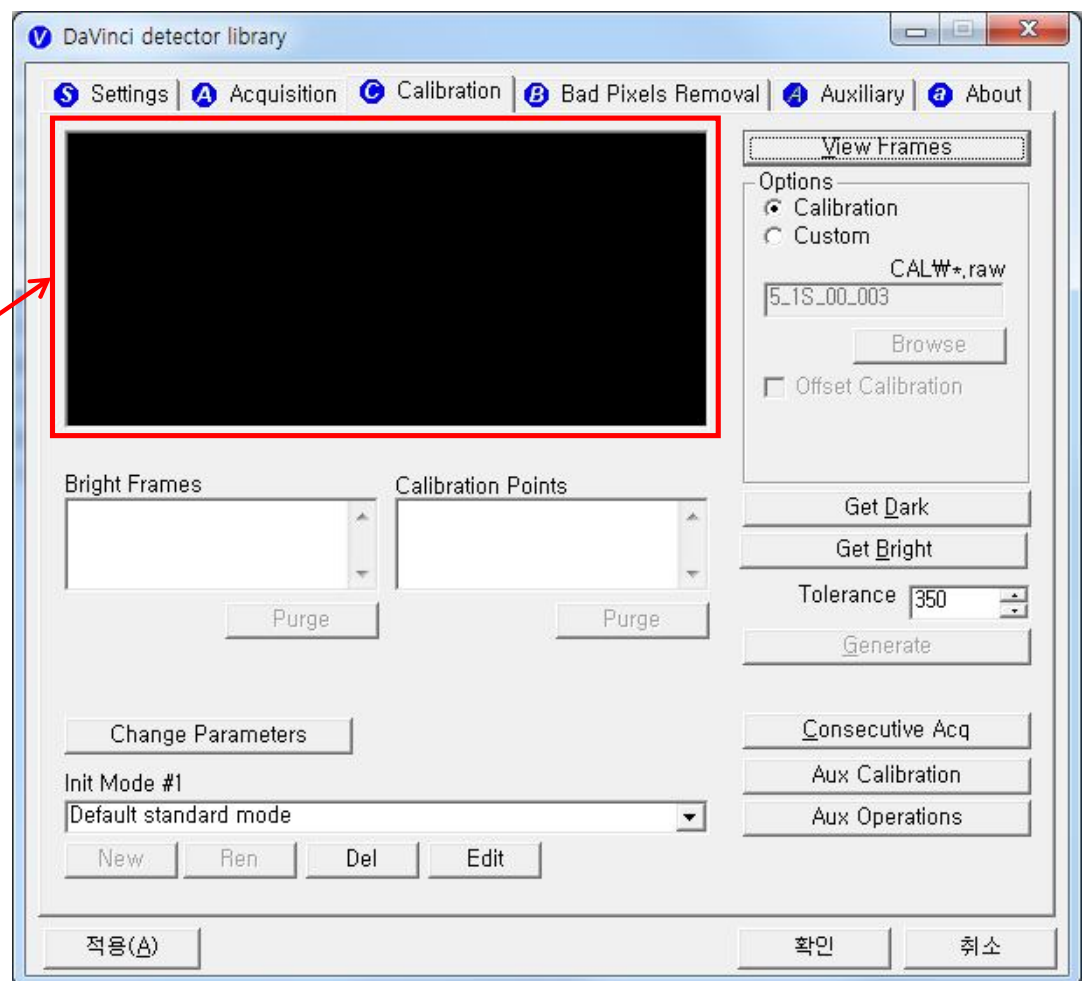 V DaVinci detector library
S Settings A Acquisition C Calibration B Bad Pixels Removal A Auxiliary a About
View Frames
Options
Calibration
Custom
CAL₩*.raw
5_1S_00_003
Browse
Offset Calibration
Bright Frames
Calibration Points
Get Dark
Get Bright
Tolerance 350
Purge
Purge
Generate
Change Parameters
Consecutive Acq
Init Mode #1
Aux Calibration
Default standard mode
Aux Operations
New Ren Del Edit
적용(A) 확인 취소